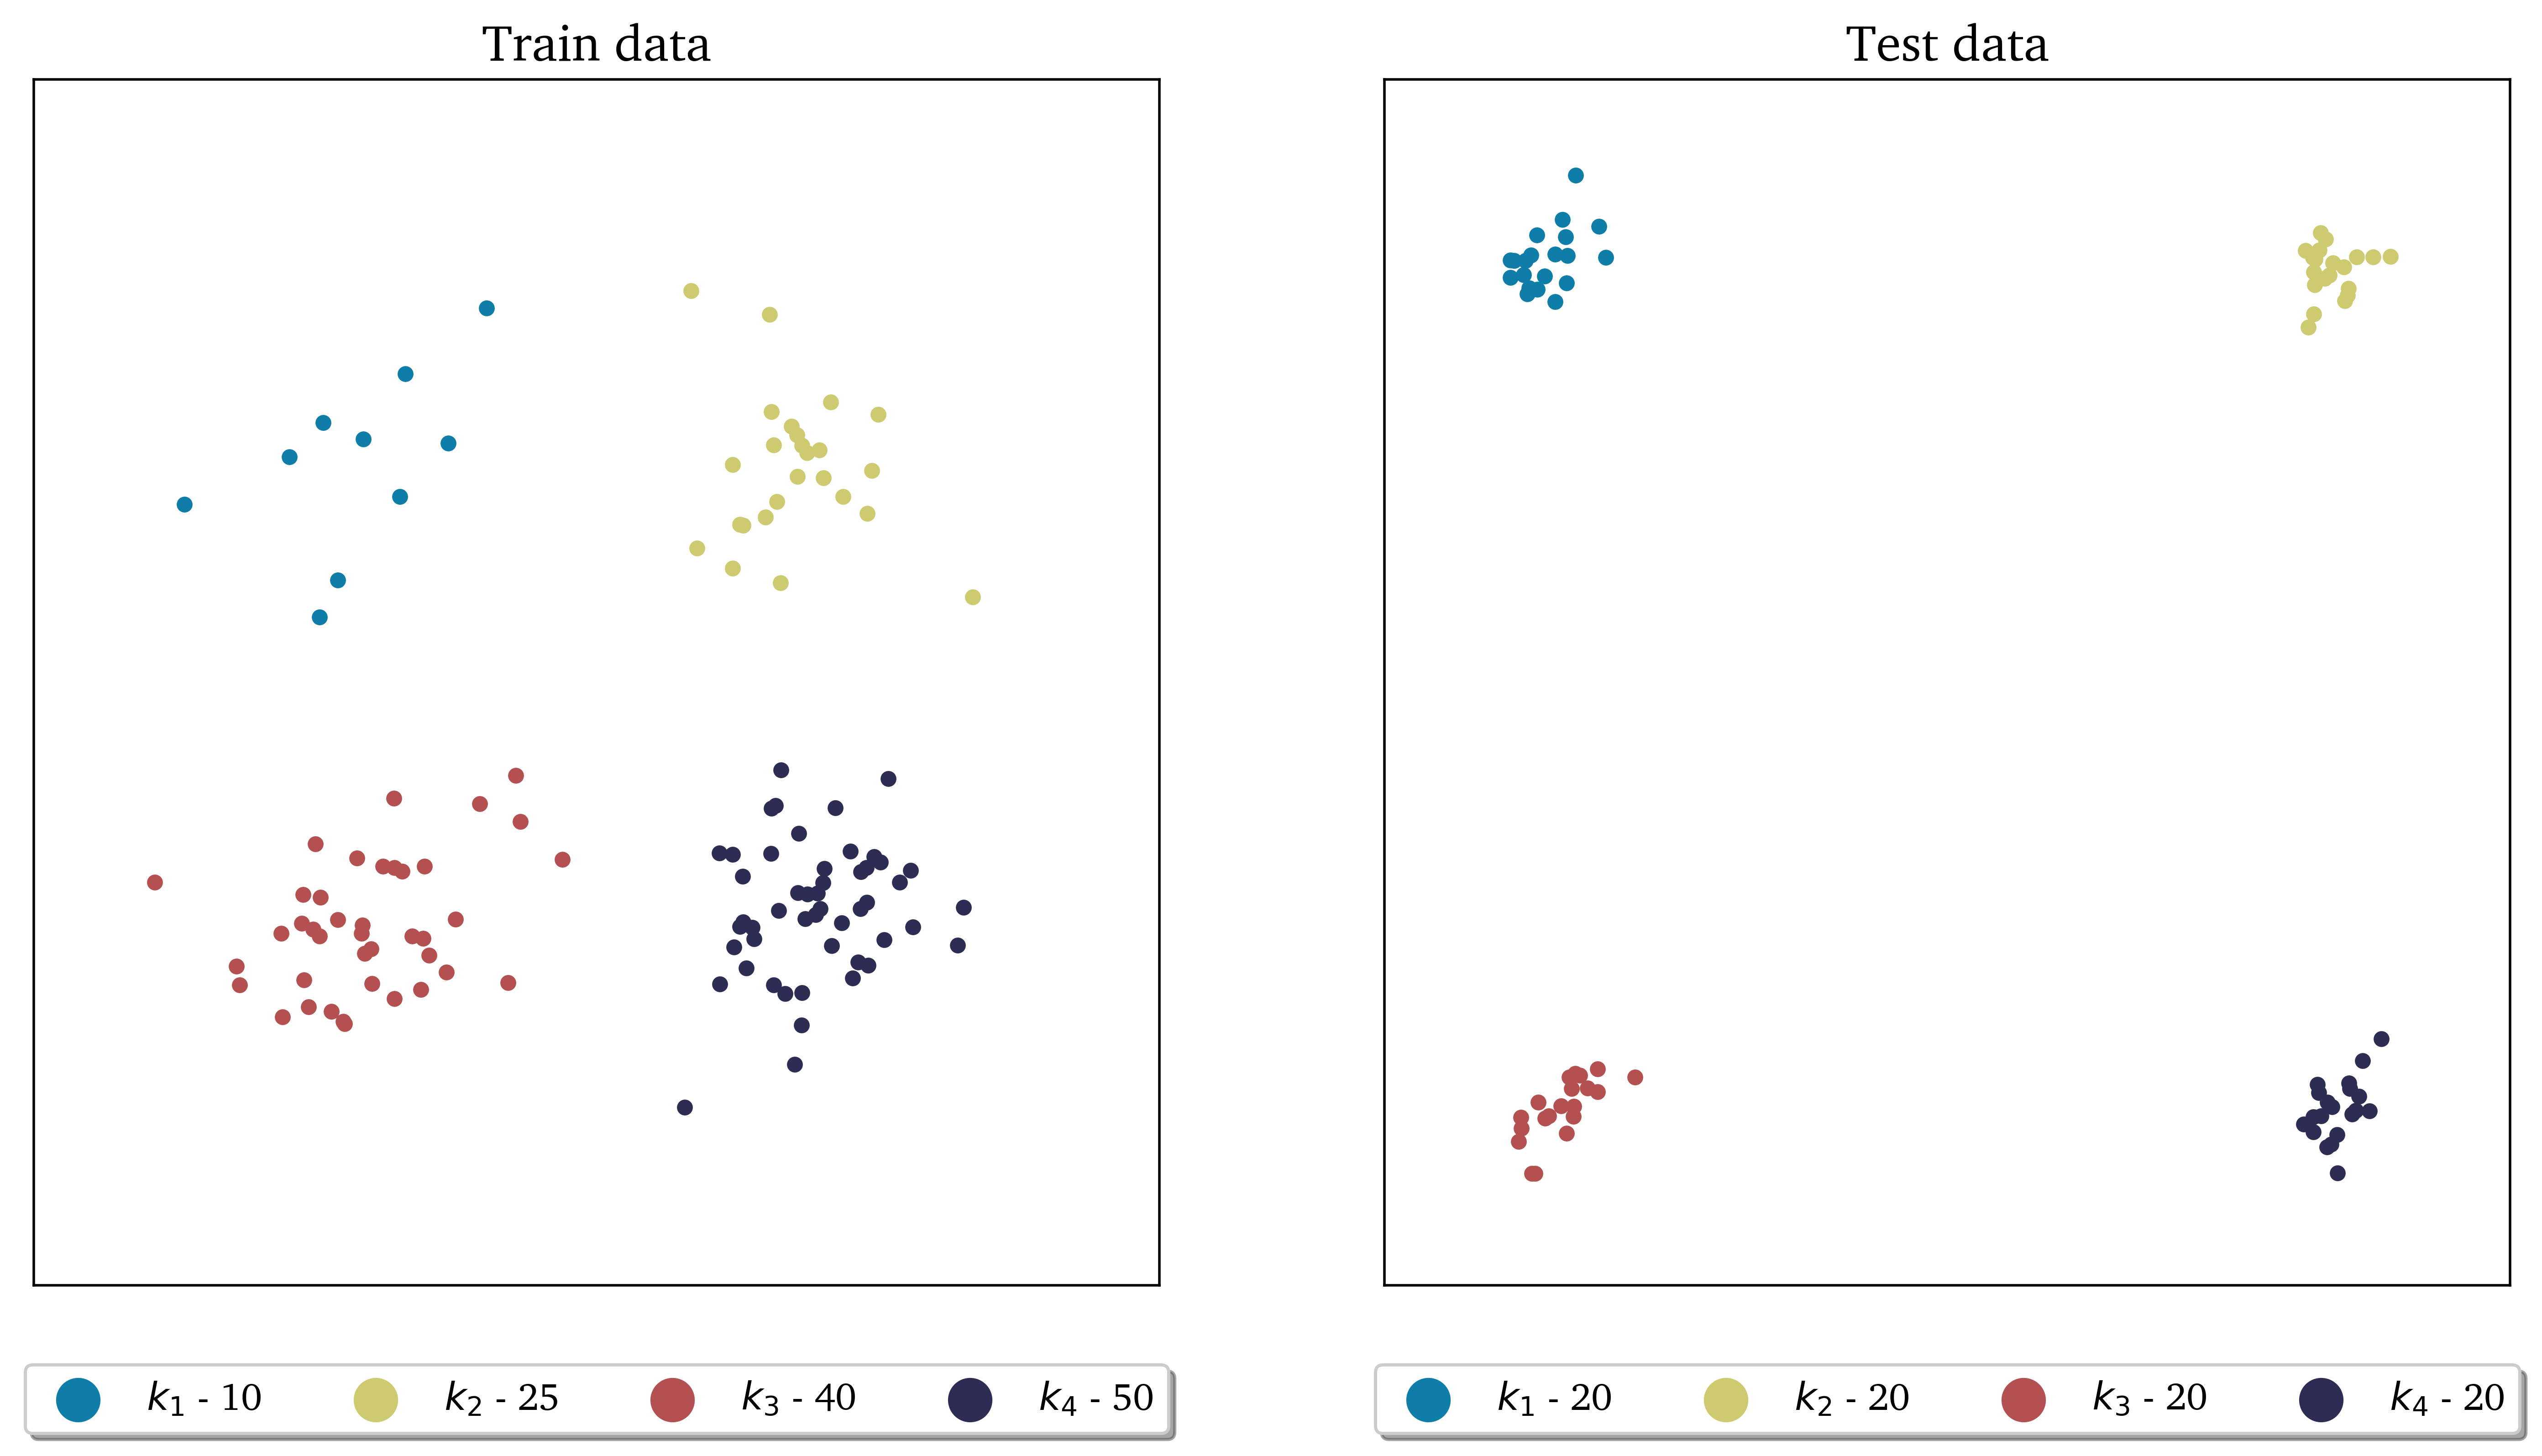 Train data
Test data
k₁ - 10 k₂ - 25 k₃ - 40 k₄ - 50
k₁ - 20 k₂ - 20 k₃ - 20 k₄ - 20